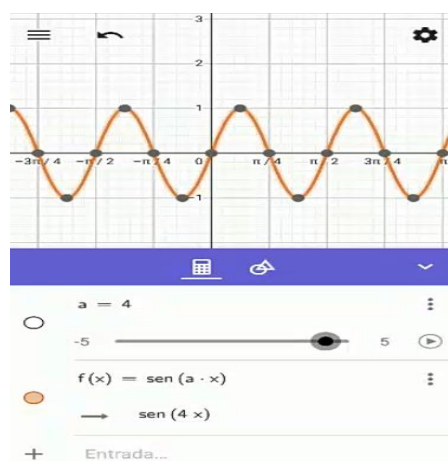 3
2
1
-3π/4 -π/2 -π/4 0 π/4 π/2 3π/4 π
-1
a = 4
-5 5
f(x) = sen (a · x)
→ sen (4 x)
+ Entrada...